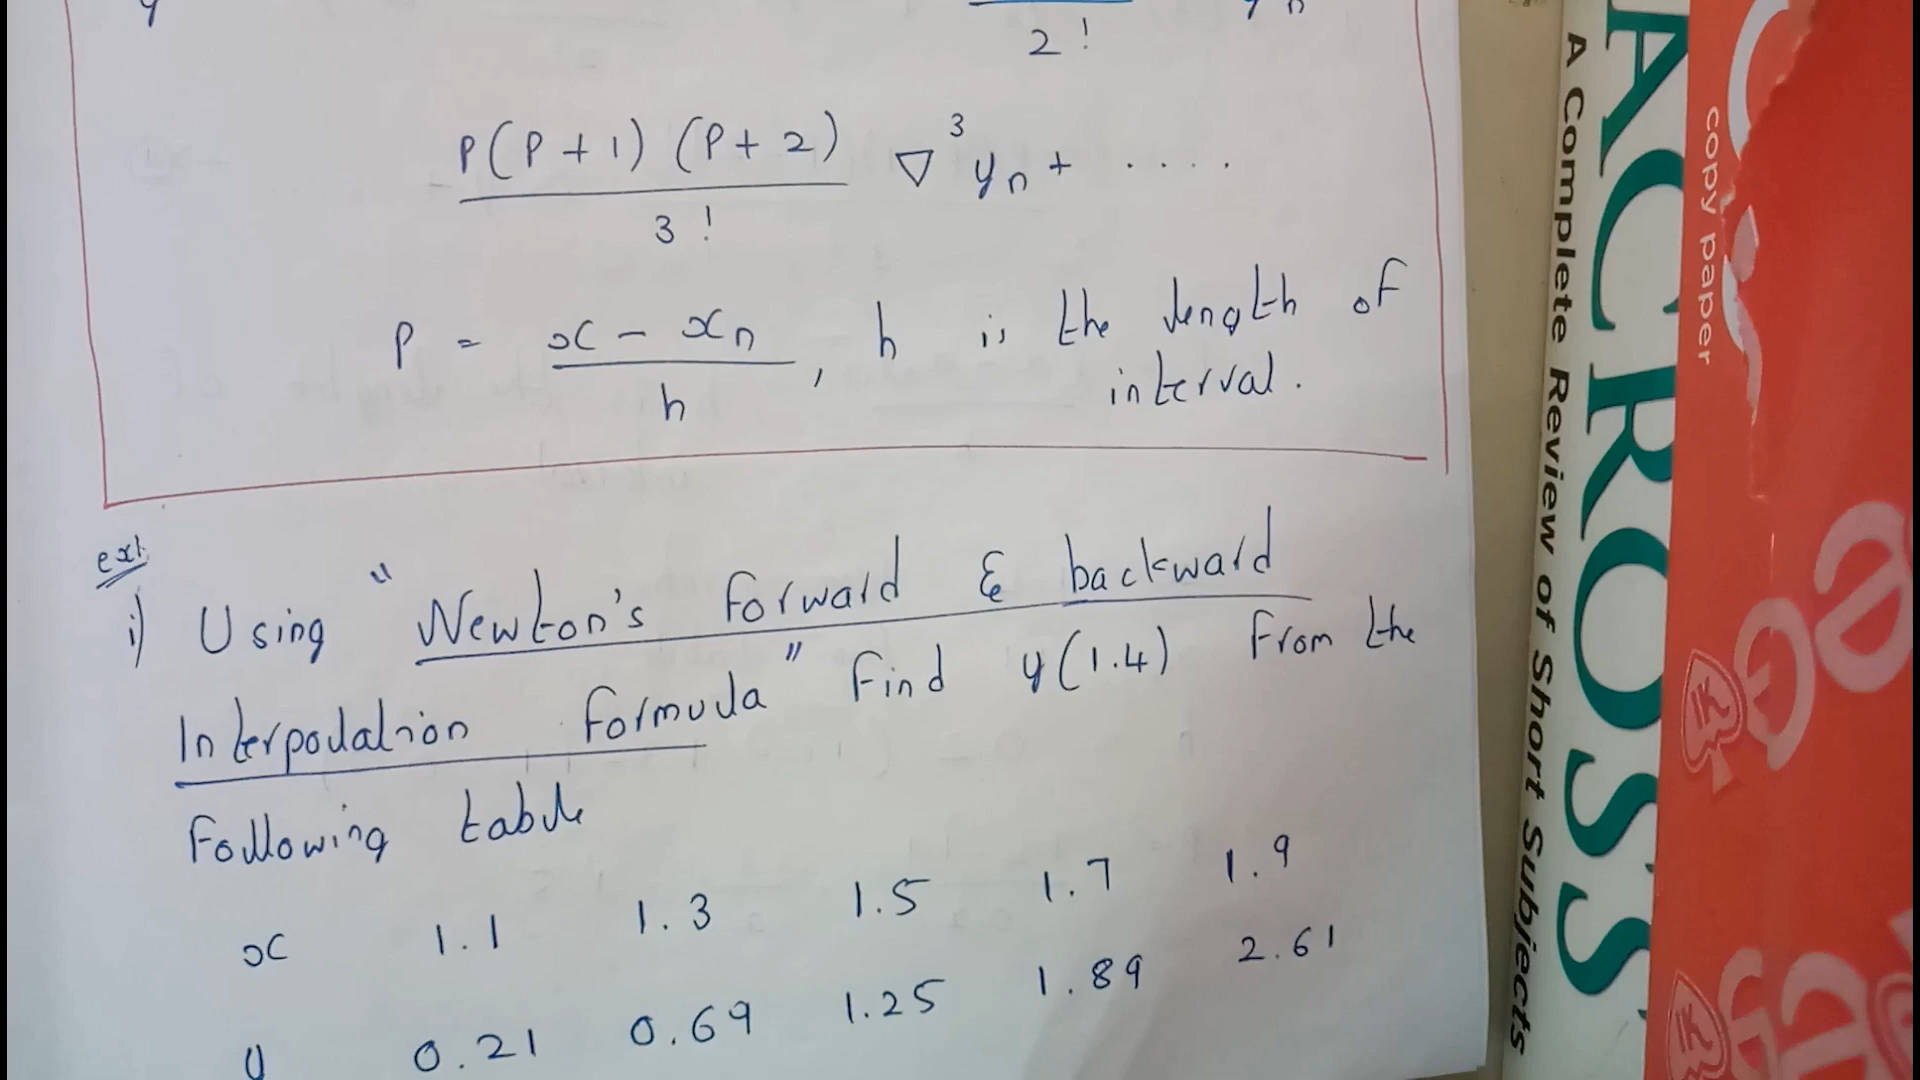 2!
P(P+1)(P+2) ∇³yₙ + ....
3!
P = x - xₙ , h is the length of
h
interval.
ex1
i) Using "Newton's forward & backward
Interpolation formula" find y(1.4) from the
following table
x 1.1 1.3 1.5 1.7 1.9
y 0.21 0.69 1.25 1.89 2.61
ACROSS
A Complete Review of Short Subjects
copy paper